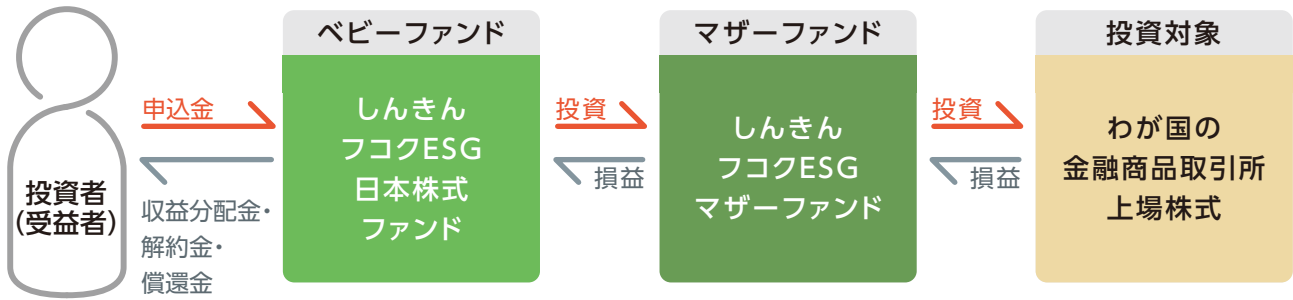 投資者
(受益者)
申込金
収益分配金・
解約金・
償還金
ベビーファンド
しんきん
フコクESG
日本株式
ファンド
投資
損益
マザーファンド
しんきん
フコクESG
マザーファンド
投資
損益
投資対象
わが国の
金融商品取引所
上場株式